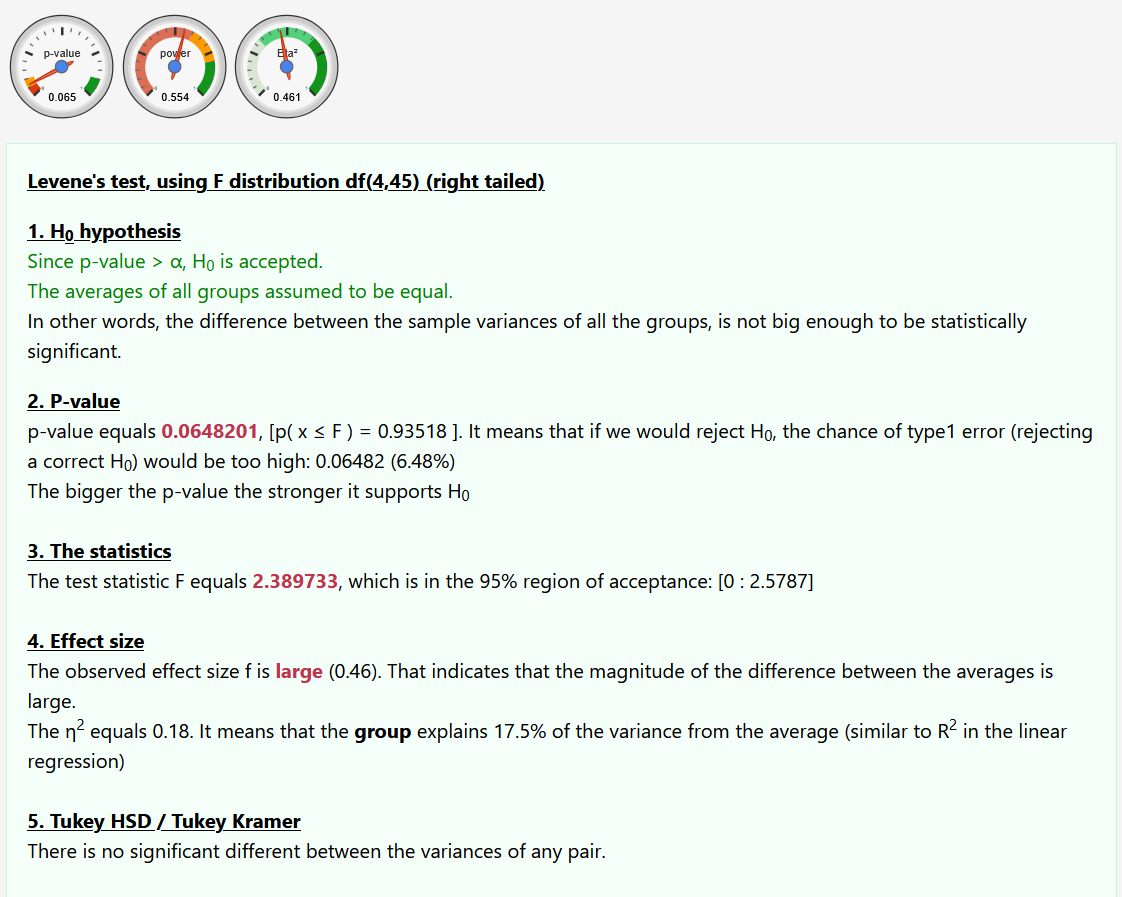 p-value power Eta²
0.065 0.554 0.461
Levene's test, using F distribution df(4,45) (right tailed)
1. H₀ hypothesis
Since p-value > α, H₀ is accepted.
The averages of all groups assumed to be equal.
In other words, the difference between the sample variances of all the groups, is not big enough to be statistically
significant.
2. P-value
p-value equals 0.0648201, [p( x ≤ F ) = 0.93518 ]. It means that if we would reject H₀, the chance of type1 error (rejecting
a correct H₀) would be too high: 0.06482 (6.48%)
The bigger the p-value the stronger it supports H₀
3. The statistics
The test statistic F equals 2.389733, which is in the 95% region of acceptance: [0 : 2.5787]
4. Effect size
The observed effect size f is large (0.46). That indicates that the magnitude of the difference between the averages is
large.
The η² equals 0.18. It means that the group explains 17.5% of the variance from the average (similar to R² in the linear
regression)
5. Tukey HSD / Tukey Kramer
There is no significant different between the variances of any pair.